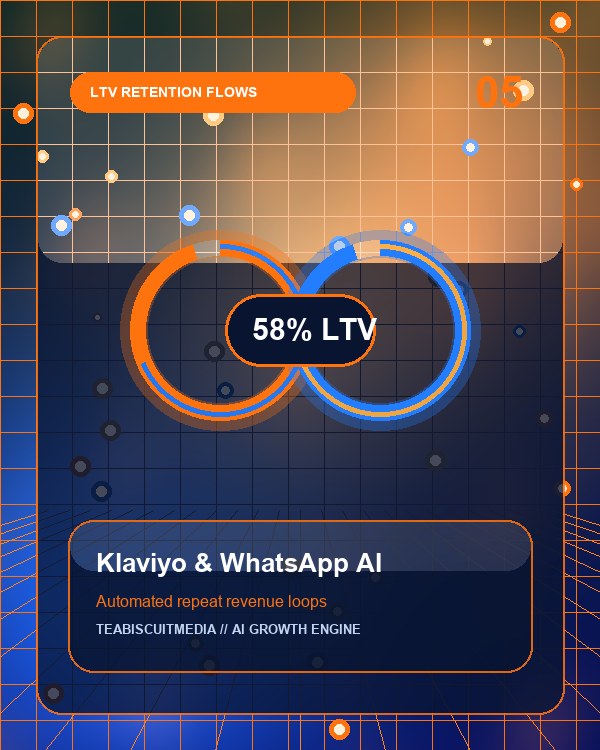 LTV RETENTION FLOWS
05
58% LTV
Klaviyo & WhatsApp AI
Automated repeat revenue loops
TEABISCUITMEDIA // AI GROWTH ENGINE